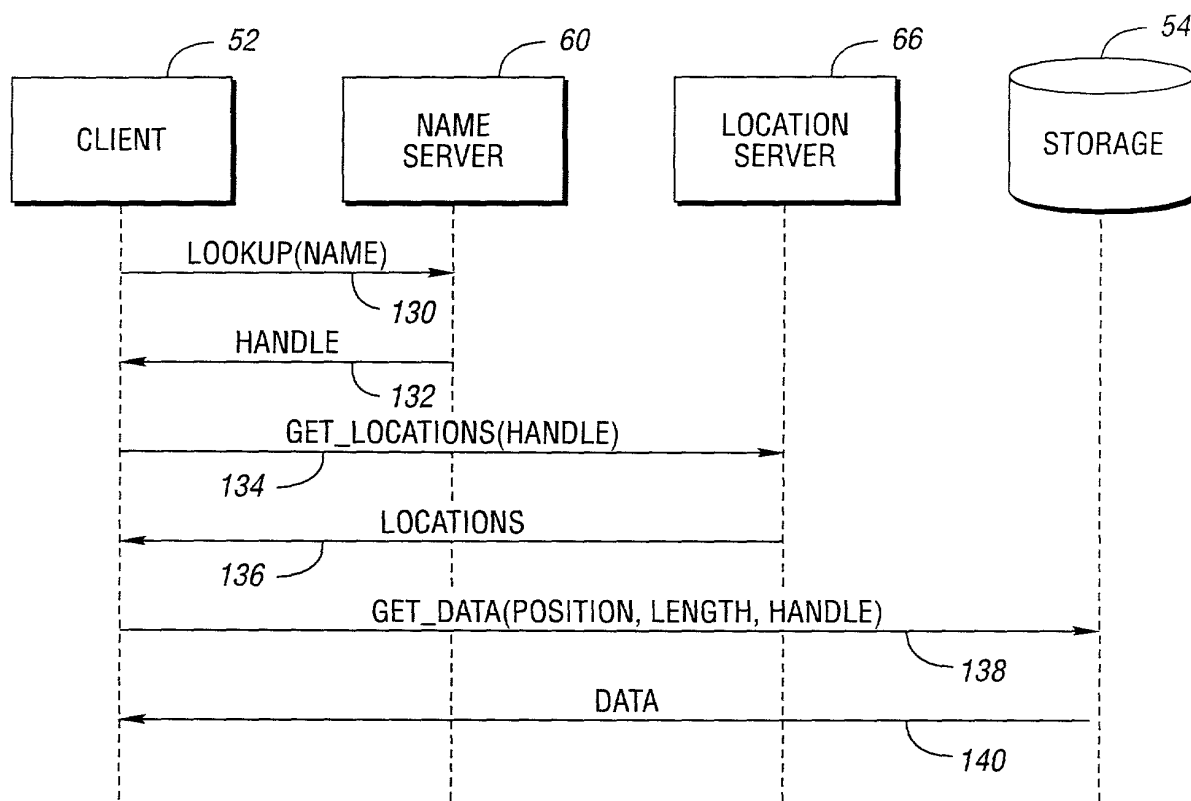 52
60
66
54
CLIENT
NAME
SERVER
LOCATION
SERVER
STORAGE
LOOKUP(NAME)
130
HANDLE
132
GET_LOCATIONS(HANDLE)
134
LOCATIONS
136
GET_DATA(POSITION, LENGTH, HANDLE)
138
DATA
140